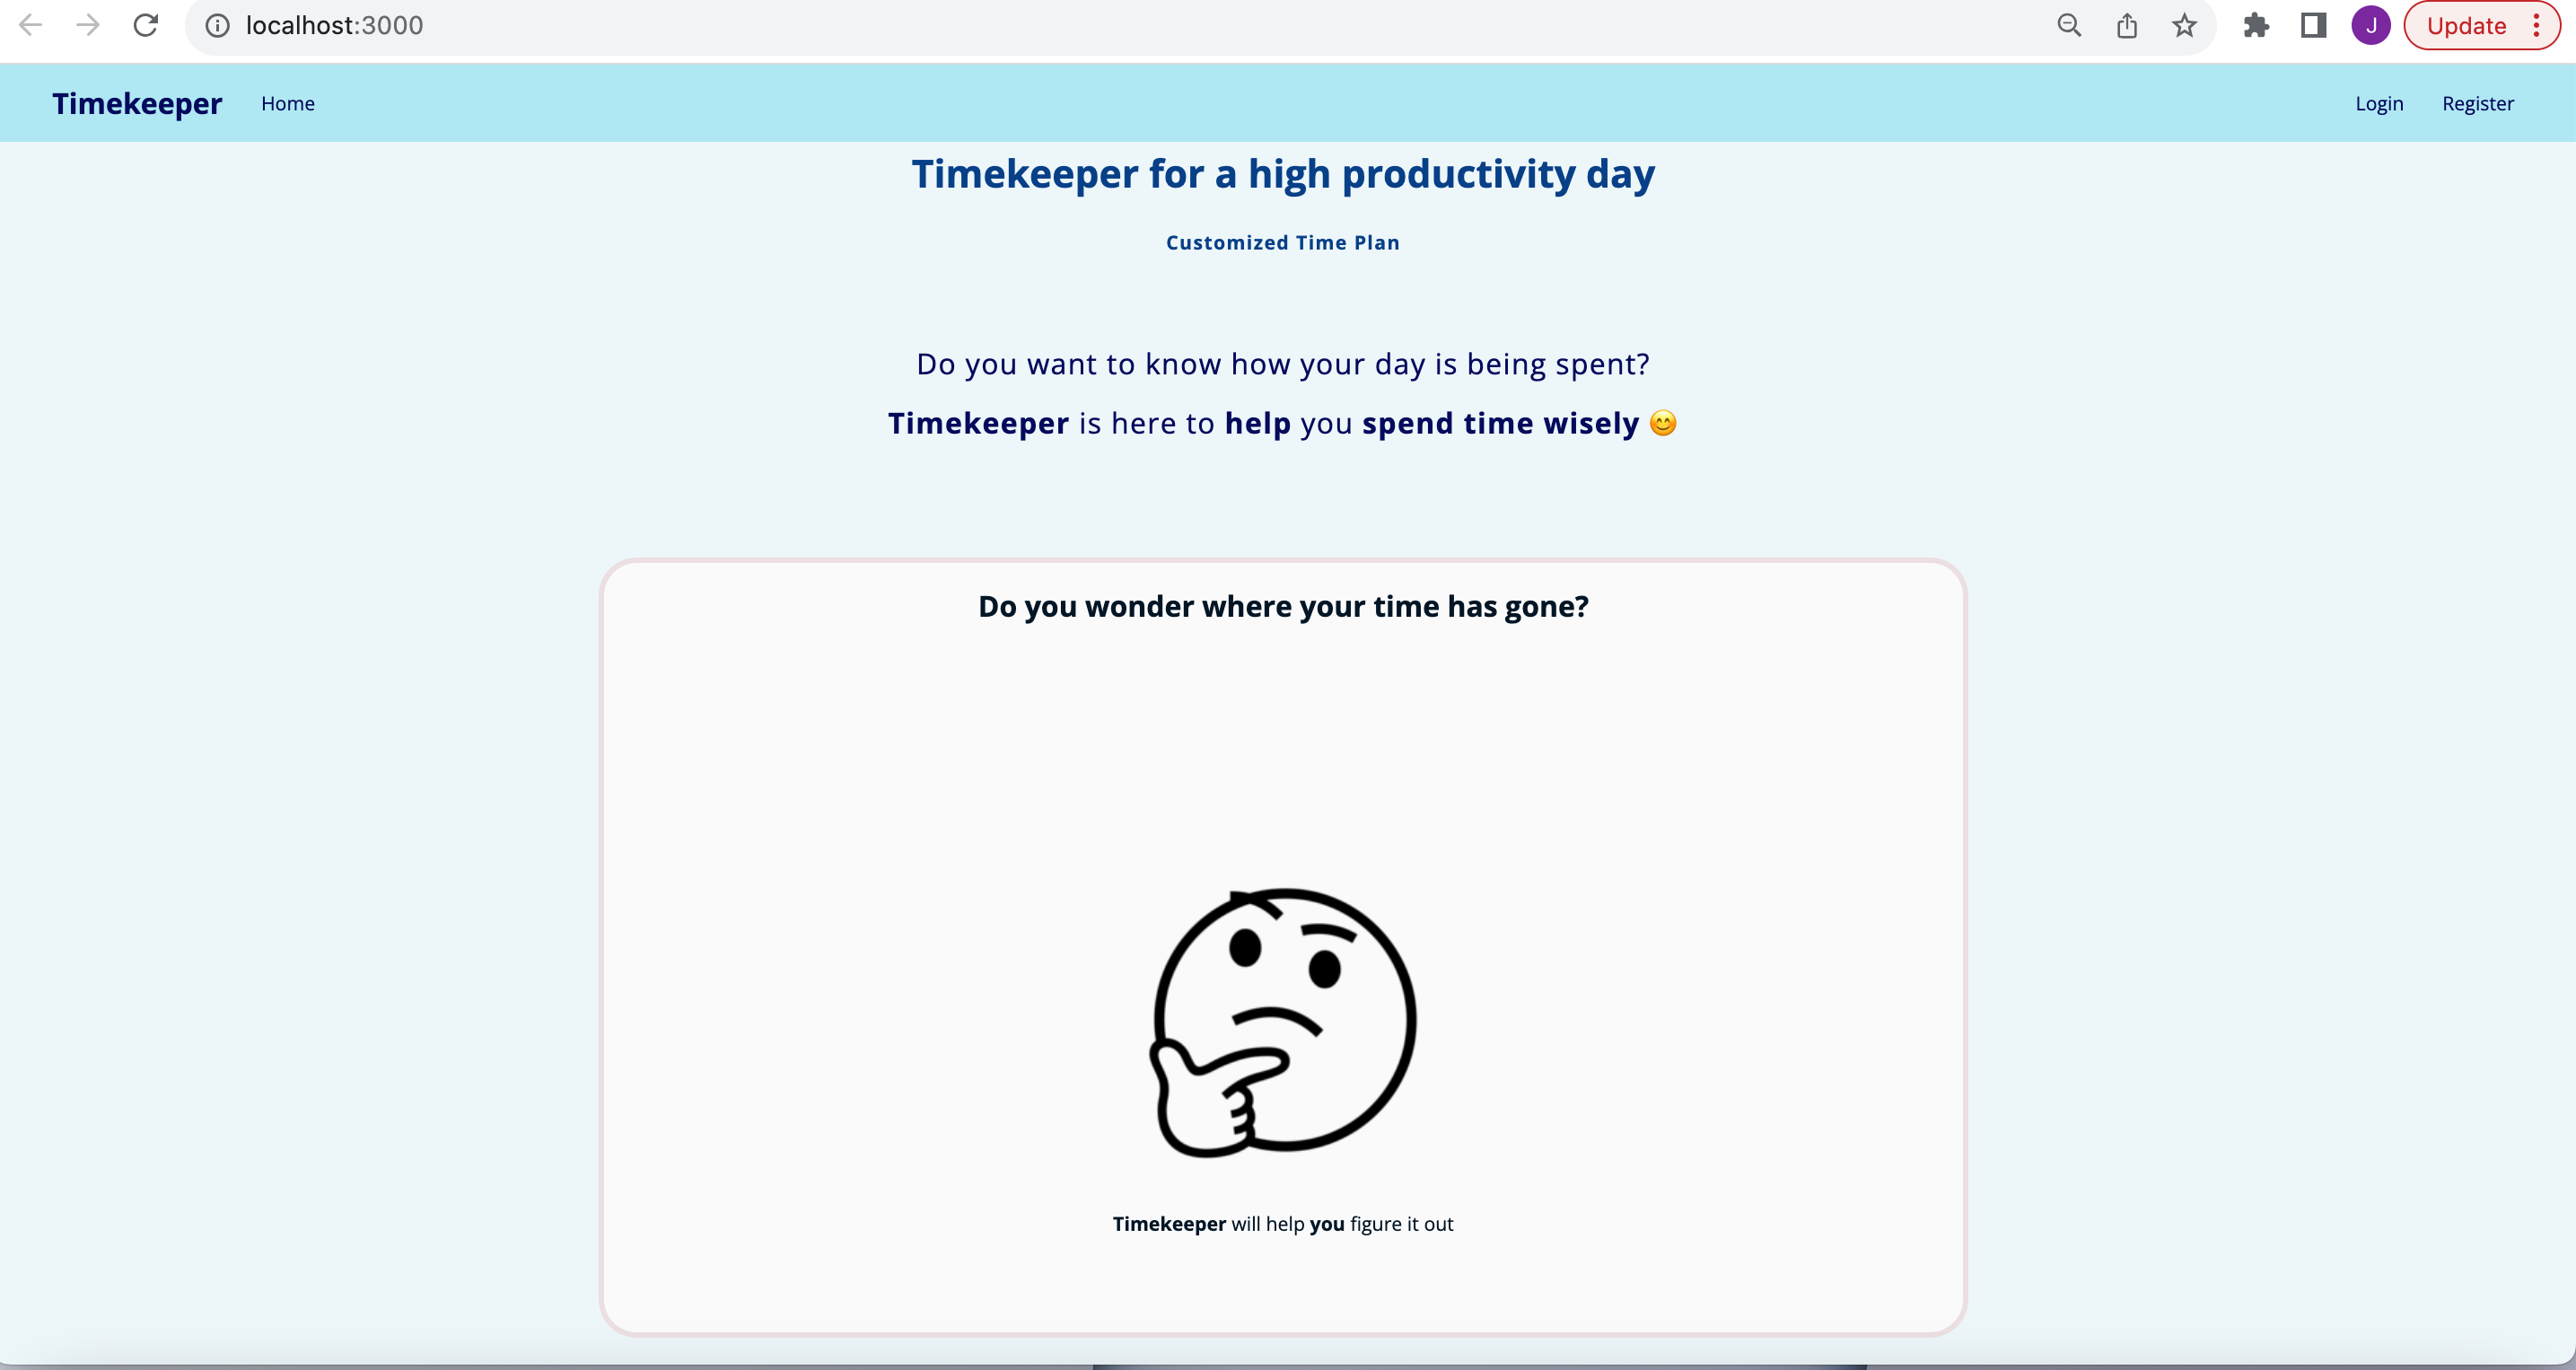 localhost:3000
J
Update
Timekeeper Home Login Register
Timekeeper for a high productivity day
Customized Time Plan
Do you want to know how your day is being spent?
Timekeeper is here to help you spend time wisely 😊
Do you wonder where your time has gone?
Timekeeper will help you figure it out